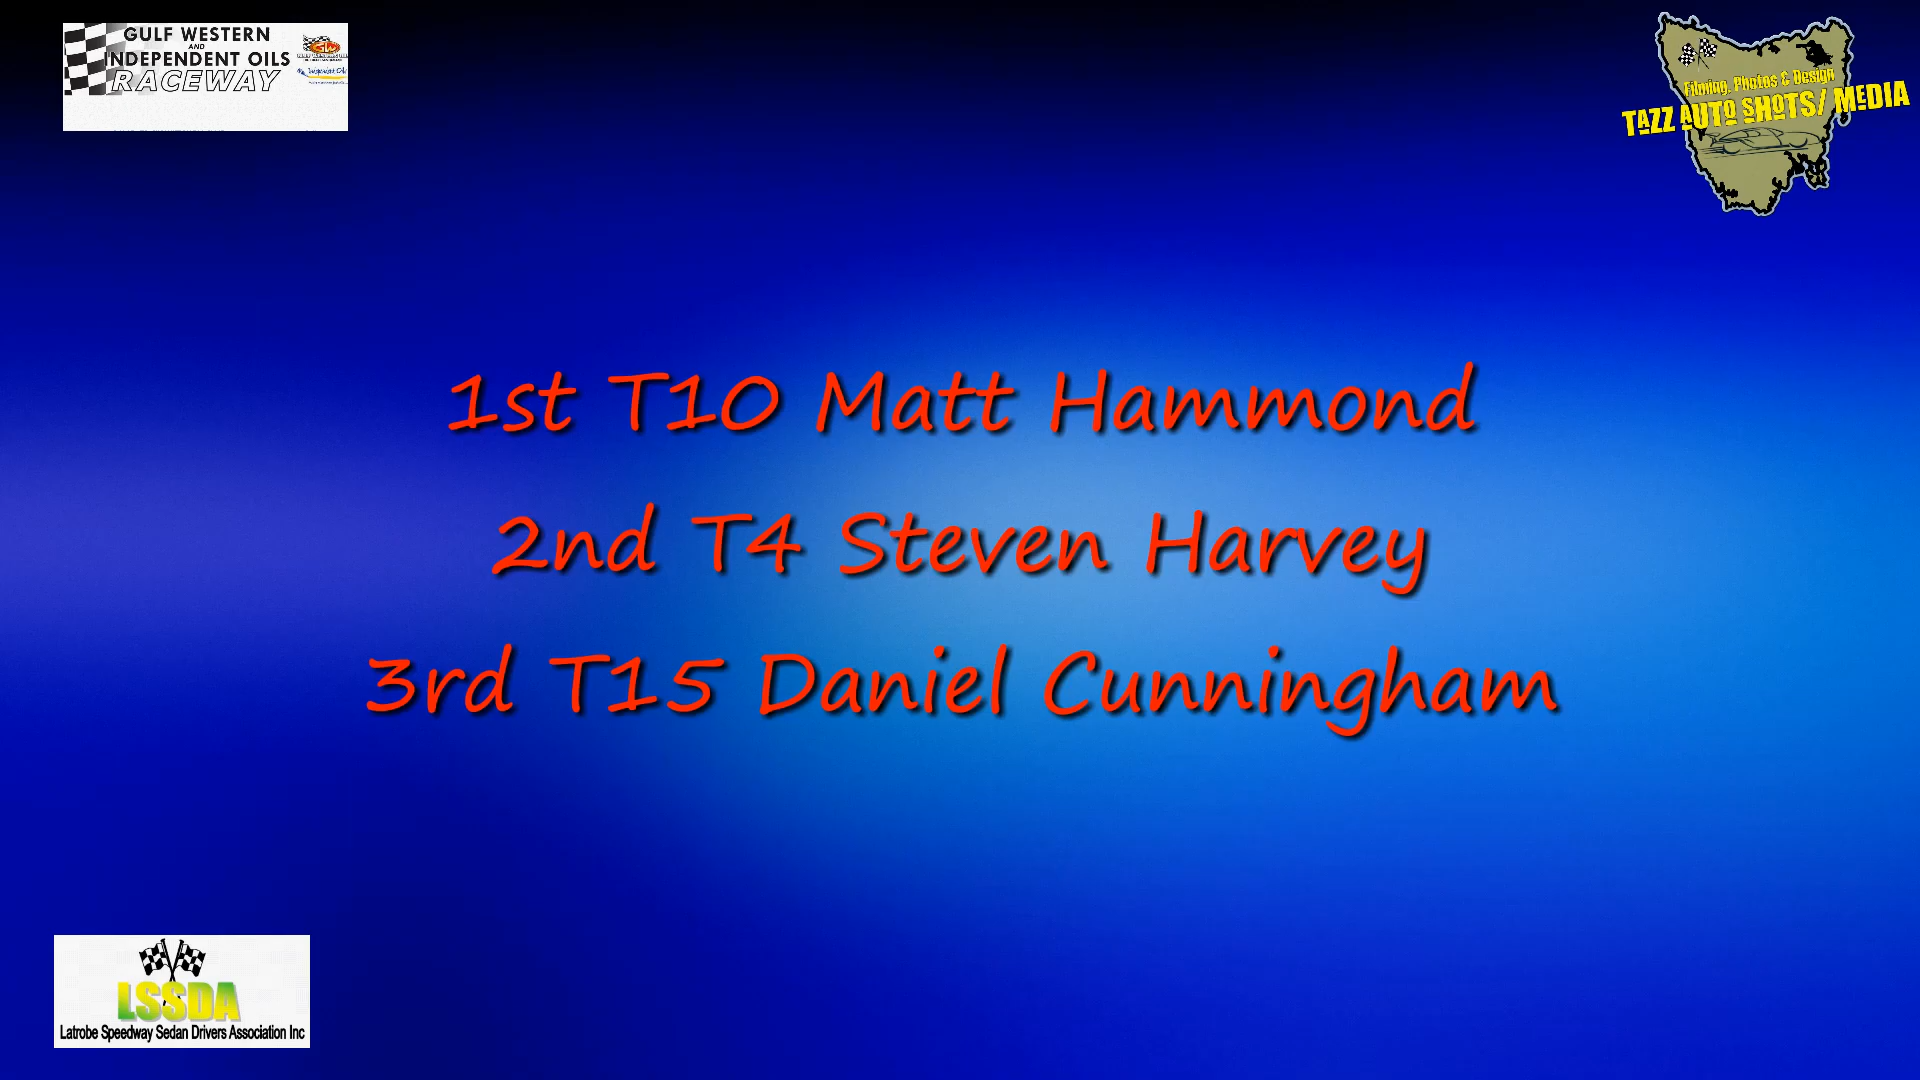 GULF WESTERN
AND
INDEPENDENT OILS
RACEWAY
Filming, Photos & Design
TAZZ AUTO SHOTS/ MEDIA
1st T10 Matt Hammond
2nd T4 Steven Harvey
3rd T15 Daniel Cunningham
LSSDA
Latrobe Speedway Sedan Drivers Association Inc